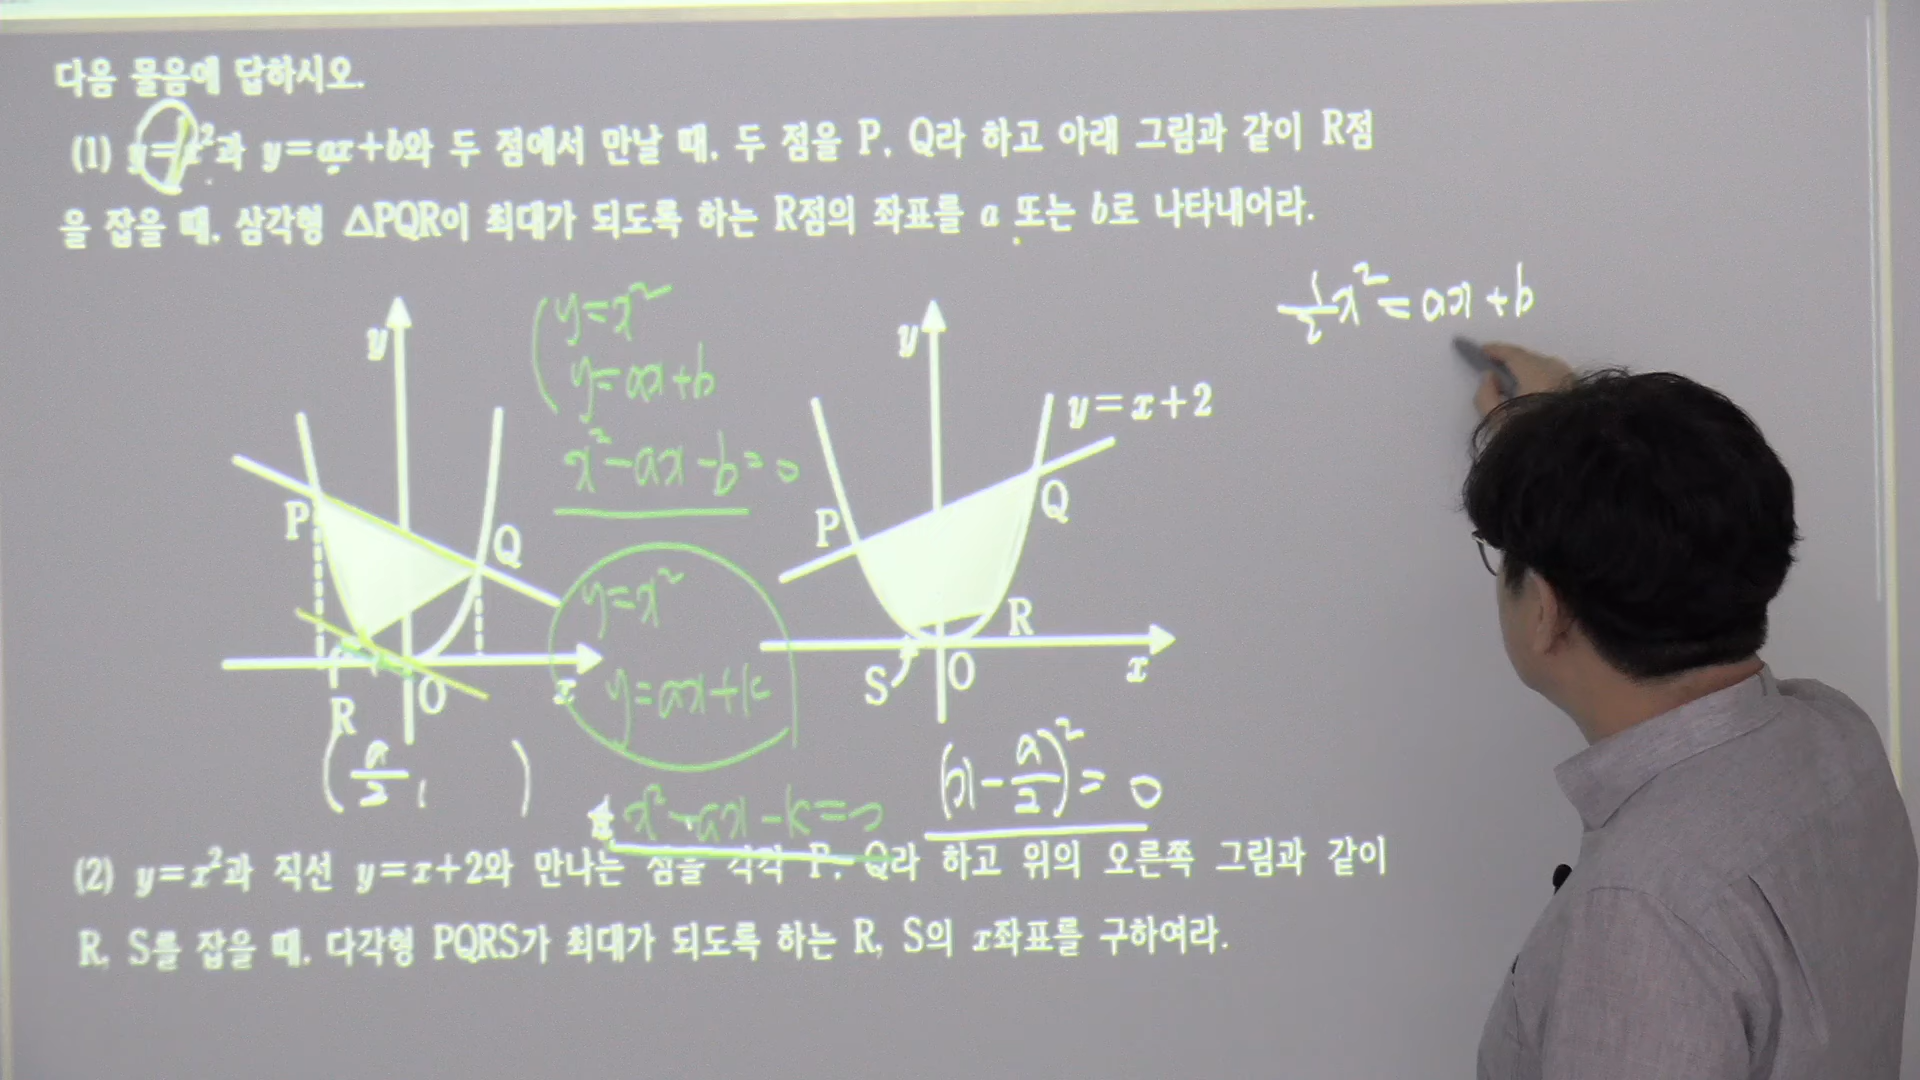 다음 물음에 답하시오.
(1) y=x²과 y=ax+b와 두 점에서 만날 때, 두 점을 P, Q라 하고 아래 그림과 같이 R점
을 잡을 때, 삼각형 △PQR이 최대가 되도록 하는 R점의 좌표를 a 또는 b로 나타내어라.
y
P
Q
R
O
x
(a/2, )
y=x²
y=ax+b
x²-ax-b=0
y=x²
y=ax+k
x²-ax-k=0
y
y=x+2
P
Q
R
S
O
x
(x-a/2)²=0
½x²=ax+b
(2) y=x²과 직선 y=x+2와 만나는 점을 각각 P, Q라 하고 위의 오른쪽 그림과 같이
R, S를 잡을 때, 다각형 PQRS가 최대가 되도록 하는 R, S의 x좌표를 구하여라.